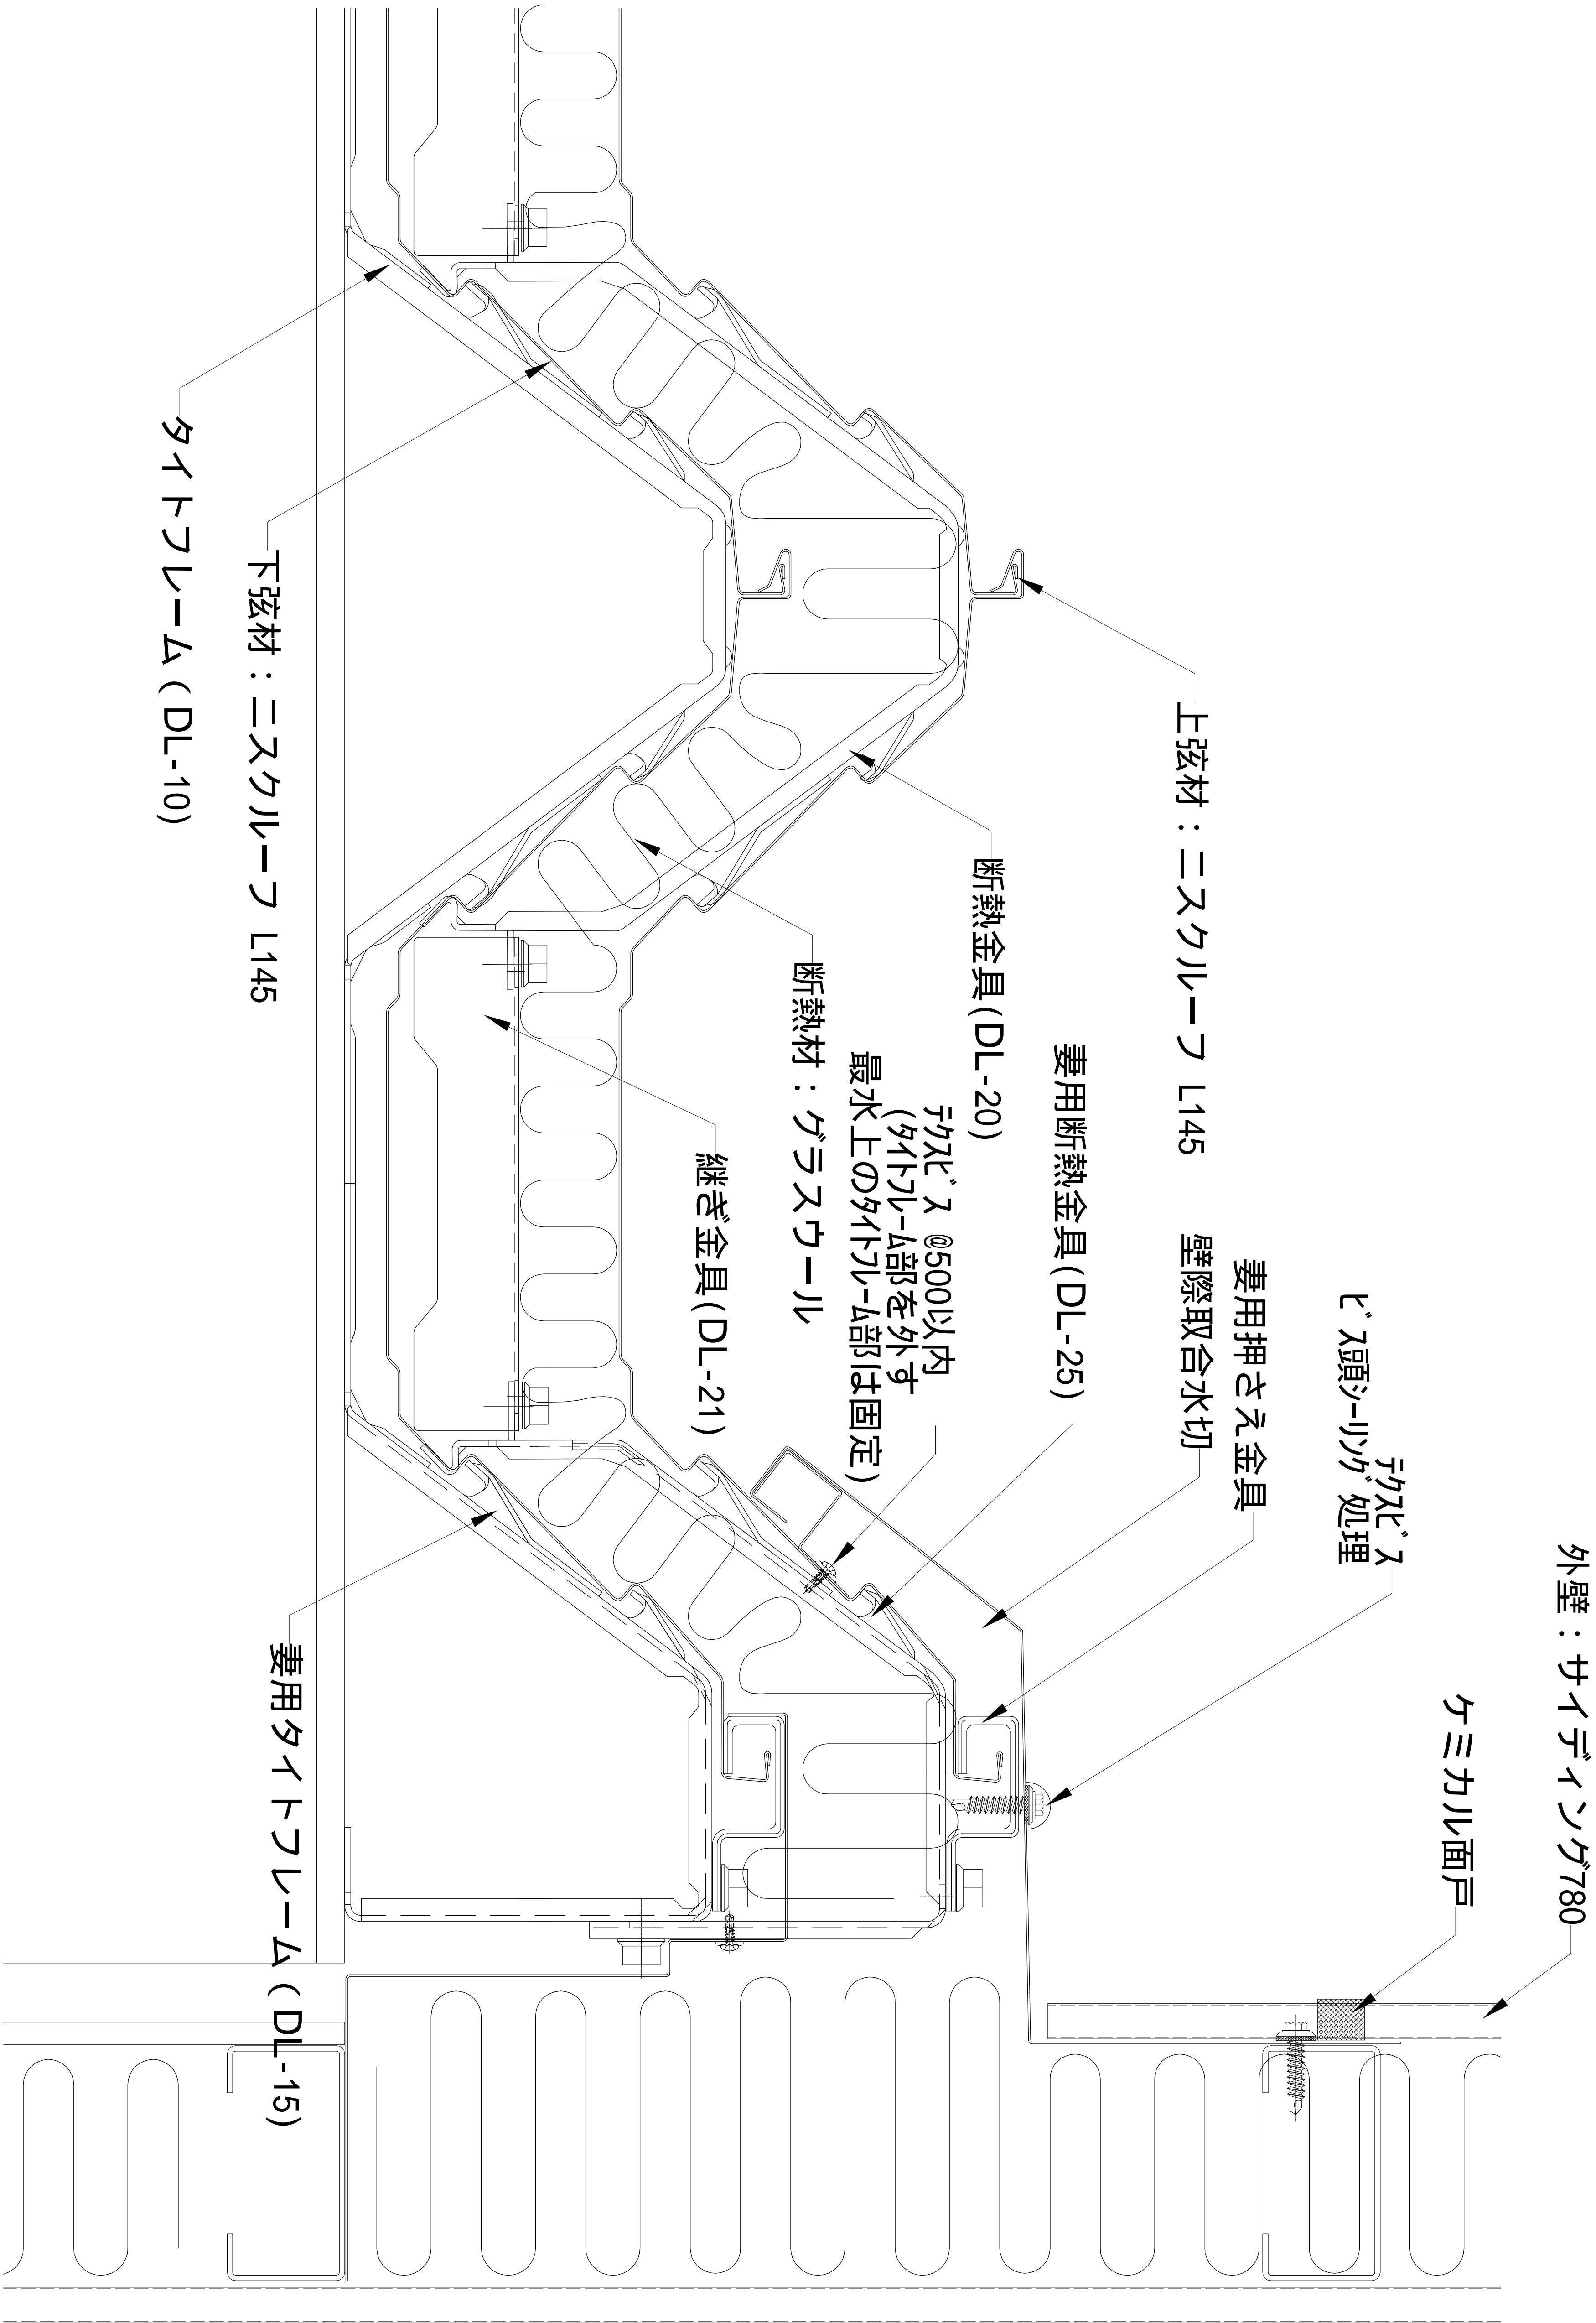 外壁：サイディング780
ケミカル面戸
ﾃｸｽﾋﾞｽ
ﾋﾞｽ頭ｼｰﾘﾝｸﾞ処理
妻用押さえ金具
壁際取合水切
上弦材：ニスクルーフ L145
妻用断熱金具(DL-25)
断熱金具(DL-20)
ﾃｸｽﾋﾞｽ @500以内
(ﾀｲﾄﾌﾚｰﾑ部を外す
最水上のﾀｲﾄﾌﾚｰﾑ部は固定)
断熱材：グラスウール
継ぎ金具(DL-21)
下弦材：ニスクルーフ L145
タイトフレーム(DL-10)
妻用タイトフレーム(DL-15)